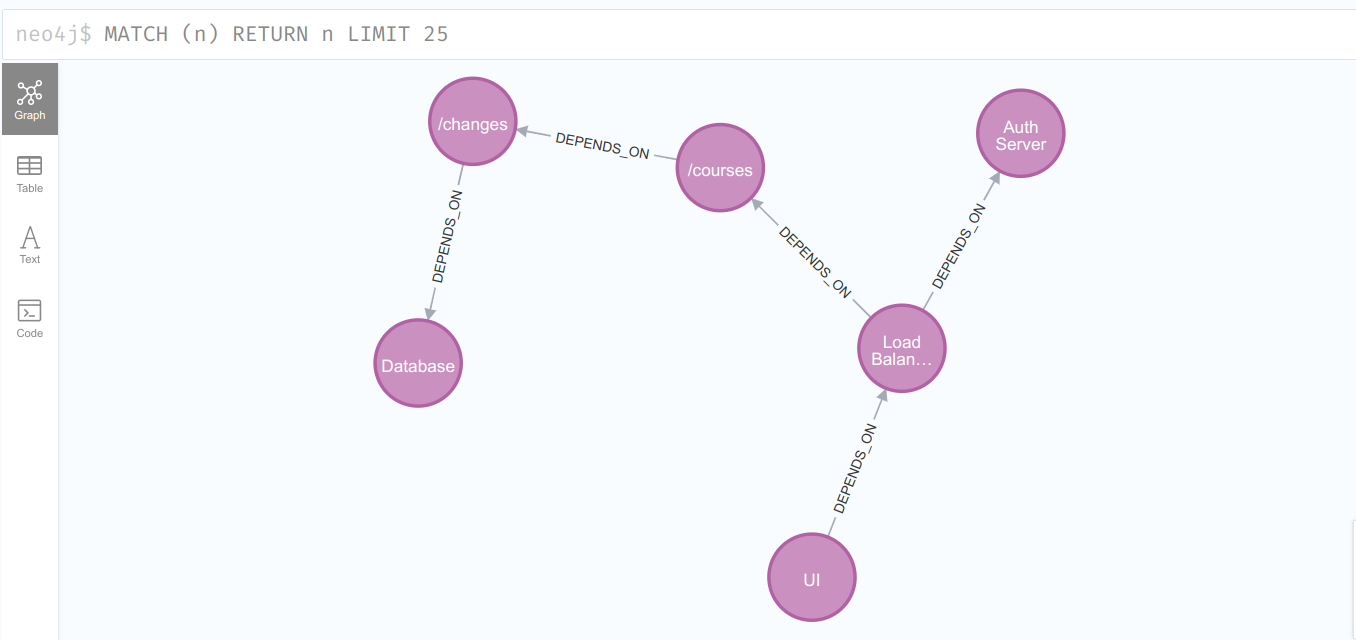 neo4j$ MATCH (n) RETURN n LIMIT 25
Graph
Table
Text
Code
/changes
DEPENDS_ON
/courses
Auth
Server
DEPENDS_ON
DEPENDS_ON
DEPENDS_ON
Database
Load
Balan…
DEPENDS_ON
UI